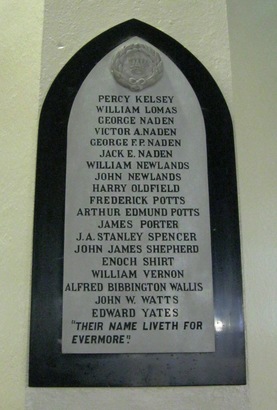 PERCY KELSEY
WILLIAM LOMAS
GEORGE NADEN
VICTOR A. NADEN
GEORGE F.P. NADEN
JACK E. NADEN
WILLIAM NEWLANDS
JOHN NEWLANDS
HARRY OLDFIELD
FREDERICK POTTS
ARTHUR EDMUND POTTS
JAMES PORTER
J.A. STANLEY SPENCER
JOHN JAMES SHEPHERD
ENOCH SHIRT
WILLIAM VERNON
ALFRED BIBBINGTON WALLIS
JOHN W. WATTS
EDWARD YATES
"THEIR NAME LIVETH FOR
EVERMORE."